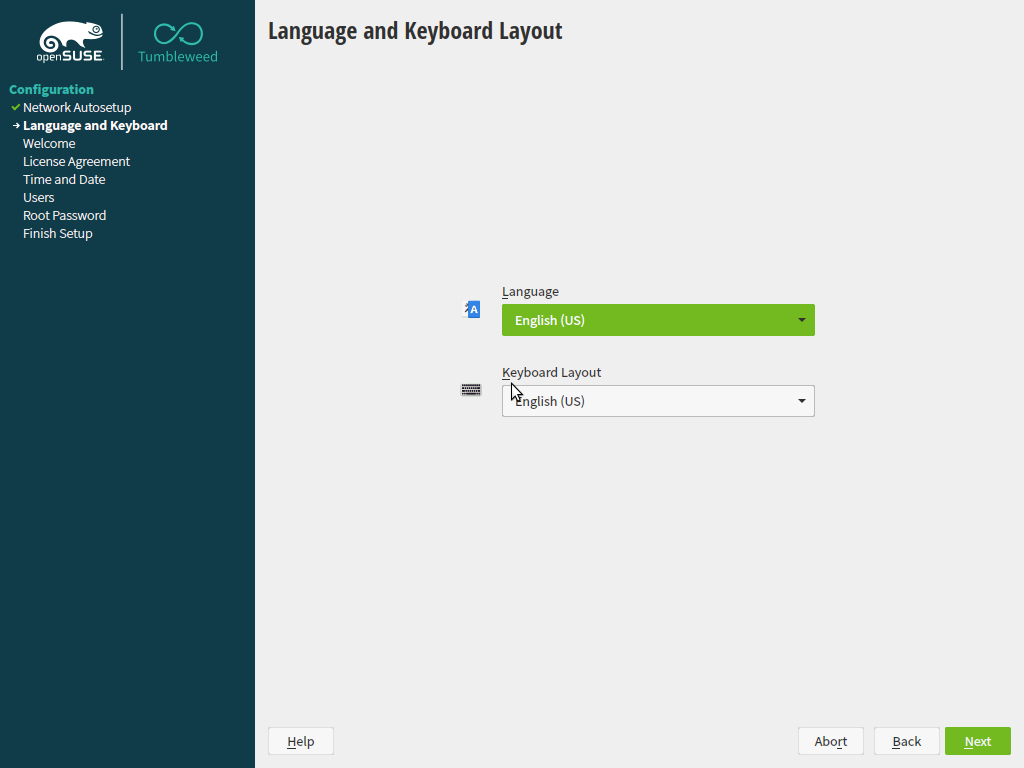 openSUSE
Tumbleweed
Configuration
Network Autosetup
Language and Keyboard
Welcome
License Agreement
Time and Date
Users
Root Password
Finish Setup
Language and Keyboard Layout
Language
English (US)
Keyboard Layout
English (US)
Help
Abort
Back
Next